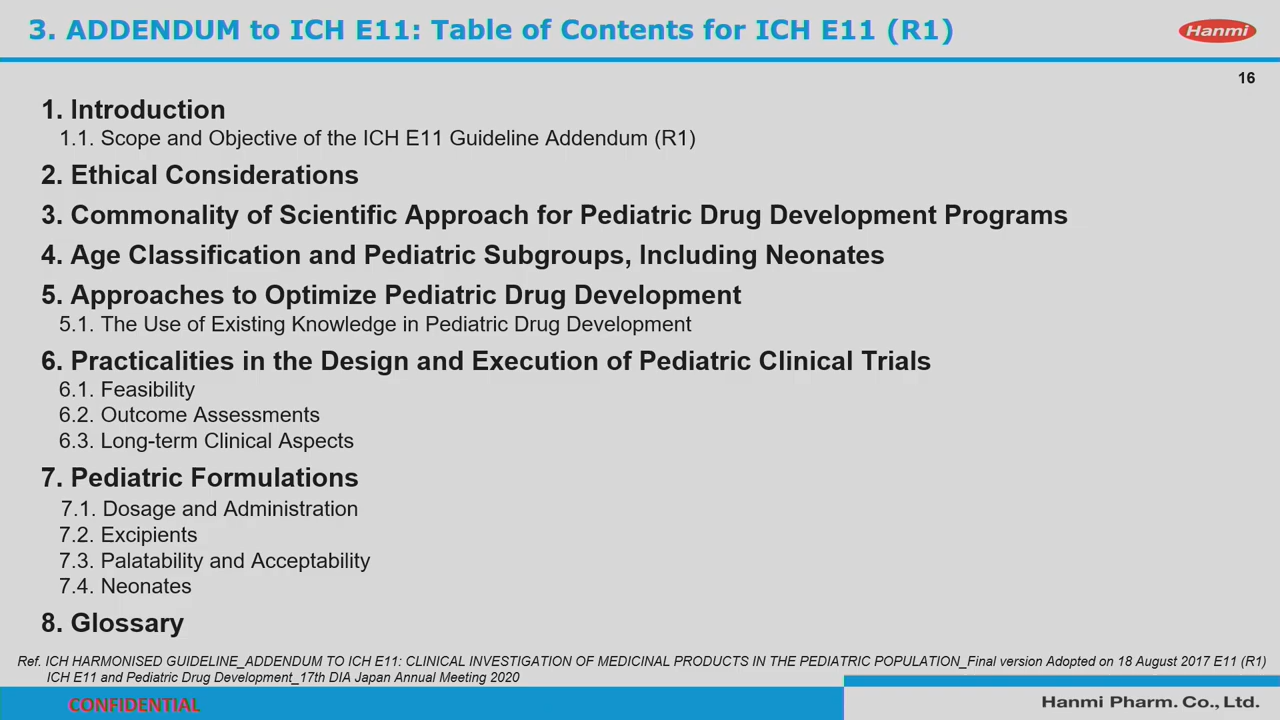 3. ADDENDUM to ICH E11: Table of Contents for ICH E11 (R1)
Hanmi
16
1. Introduction
1.1. Scope and Objective of the ICH E11 Guideline Addendum (R1)
2. Ethical Considerations
3. Commonality of Scientific Approach for Pediatric Drug Development Programs
4. Age Classification and Pediatric Subgroups, Including Neonates
5. Approaches to Optimize Pediatric Drug Development
5.1. The Use of Existing Knowledge in Pediatric Drug Development
6. Practicalities in the Design and Execution of Pediatric Clinical Trials
6.1. Feasibility
6.2. Outcome Assessments
6.3. Long-term Clinical Aspects
7. Pediatric Formulations
7.1. Dosage and Administration
7.2. Excipients
7.3. Palatability and Acceptability
7.4. Neonates
8. Glossary
Ref. ICH HARMONISED GUIDELINE_ADDENDUM TO ICH E11: CLINICAL INVESTIGATION OF MEDICINAL PRODUCTS IN THE PEDIATRIC POPULATION_Final version Adopted on 18 August 2017 E11 (R1)
ICH E11 and Pediatric Drug Development_17th DIA Japan Annual Meeting 2020
CONFIDENTIAL
Hanmi Pharm. Co., Ltd.